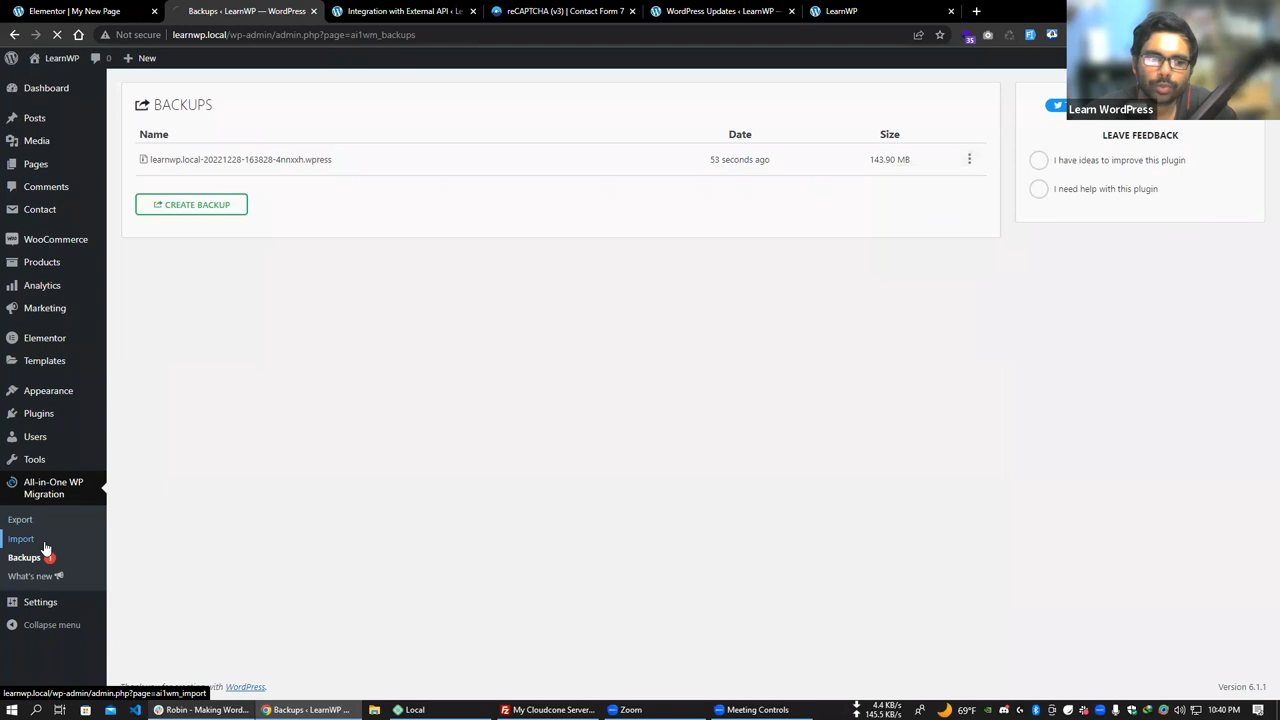 Elementor | My New Page
Backups ‹ LearnWP — WordPress
Integration with External API ‹ Le
reCAPTCHA (v3) | Contact Form 7
WordPress Updates ‹ LearnWP —
LearnWP
Not secure
learnwp.local/wp-admin/admin.php?page=ai1wm_backups
35
LearnWP
0
New
Learn WordPress
Dashboard
Posts
Media
Pages
Comments
Contact
WooCommerce
Products
Analytics
Marketing
Elementor
Templates
Appearance
Plugins
Users
Tools
All-in-One WP
Migration
Export
Import
Backups 1
What's new
Settings
Collapse menu
BACKUPS
Name
Date
Size
learnwp.local-20221228-163828-4nnxxh.wpress
53 seconds ago
143.90 MB
CREATE BACKUP
LEAVE FEEDBACK
I have ideas to improve this plugin
I need help with this plugin
WordPress.
Version 6.1.1
learnwp.local/wp-admin/admin.php?page=ai1wm_import
Robin - Making Word...
Backups ‹ LearnWP ...
Local
My Cloudcone Server...
Zoom
Meeting Controls
4.4 KB/s
145.5 KB/s
69°F
10:40 PM